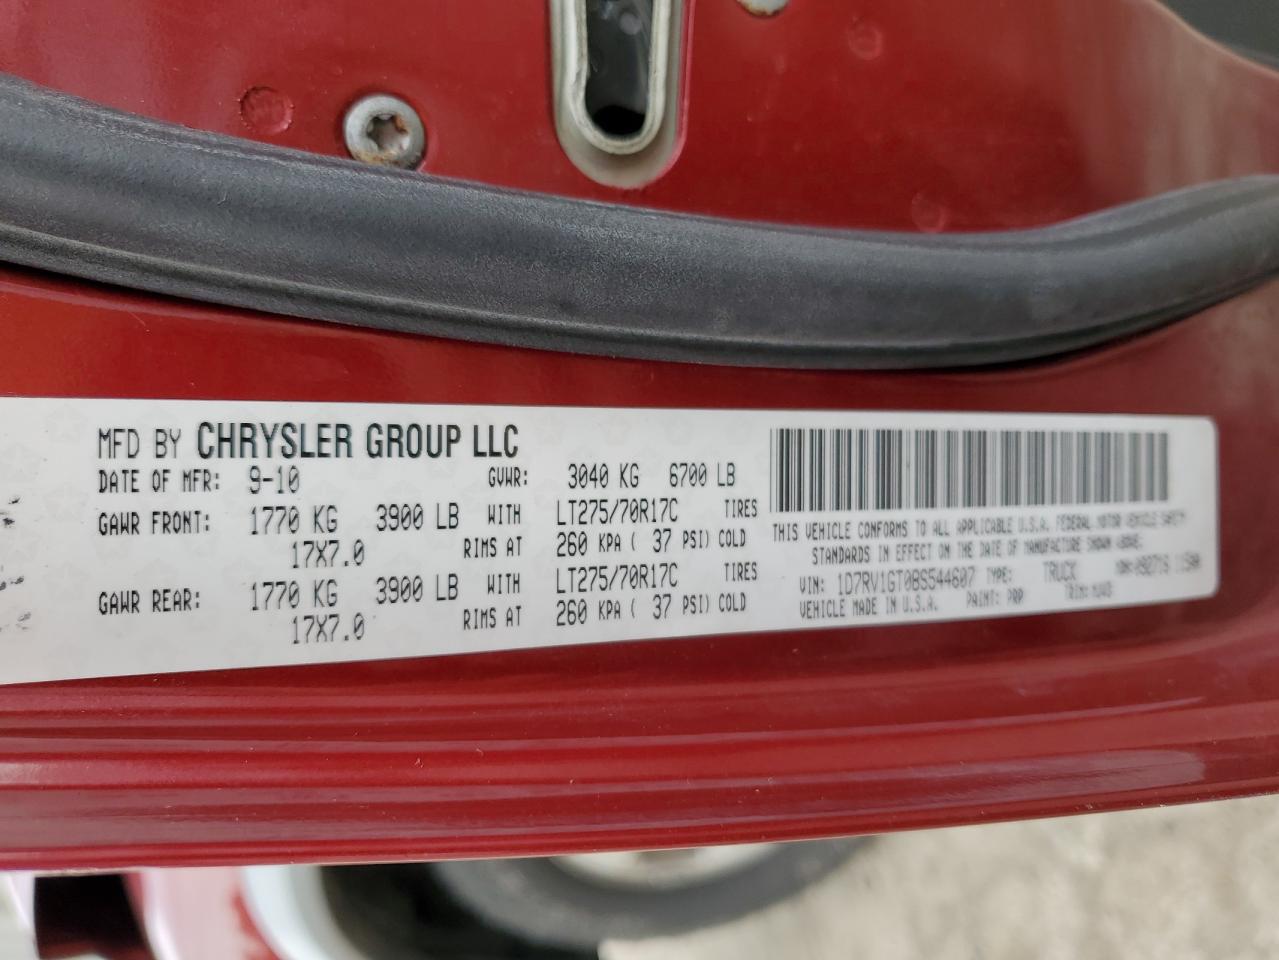 MFD BY CHRYSLER GROUP LLC
DATE OF MFR: 9-10 GVWR: 3040 KG 6700 LB
GAWR FRONT: 1770 KG 3900 LB WITH LT275/70R17C TIRES
17X7.0 RIMS AT 260 KPA ( 37 PSI) COLD
GAWR REAR: 1770 KG 3900 LB WITH LT275/70R17C TIRES
17X7.0 RIMS AT 260 KPA ( 37 PSI) COLD
THIS VEHICLE CONFORMS TO ALL APPLICABLE U.S.A. FEDERAL MOTOR VEHICLE SAFETY
STANDARDS IN EFFECT ON THE DATE OF MANUFACTURE SHOWN ABOVE:
VIN: 1D7RV1GT0BS544607 TYPE: TRUCK
VEHICLE MADE IN U.S.A. PAINT: PRP TRIM: